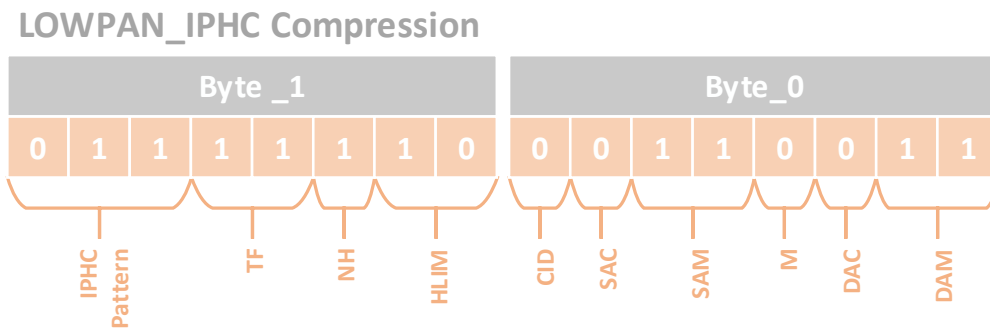 LOWPAN_IPHC Compression
Byte _1 Byte_0
0 1 1 1 1 1 1 0 0 0 1 1 0 0 1 1
IPHC Pattern TF NH HLIM CID SAC SAM M DAC DAM